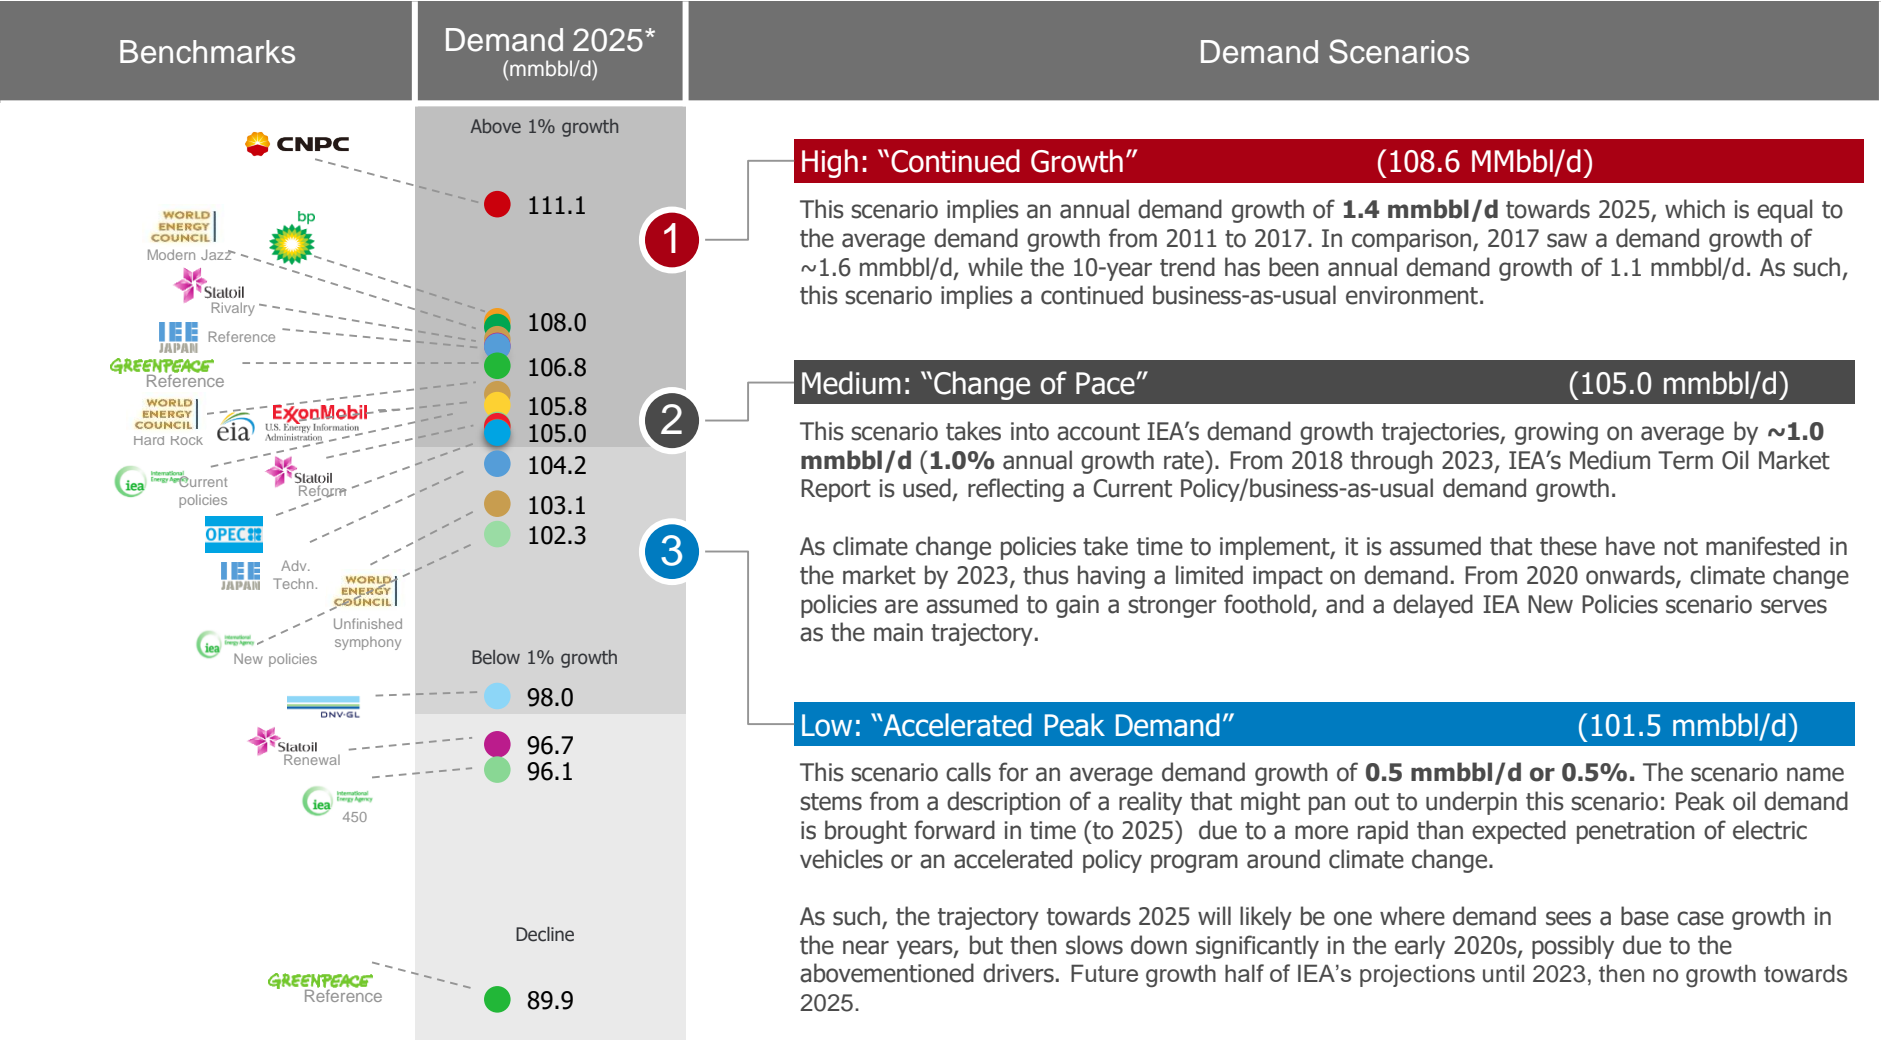 Benchmarks
Demand 2025*
(mmbbl/d)
Demand Scenarios
Above 1% growth
CNPC
111.1
WORLD
ENERGY
COUNCIL
Modern Jazz
bp
Statoil
Rivalry
108.0
IEE
JAPAN
Reference
GREENPEACE
Reference
106.8
WORLD
ENERGY
COUNCIL
Hard Rock
eia
ExxonMobil
U.S. Energy Information
Administration
105.8
105.0
104.2
iea
International
Energy Agency
Current
policies
Statoil
Reform
103.1
102.3
OPEC
IEE
JAPAN
Adv.
Techn.
WORLD
ENERGY
COUNCIL
Unfinished
symphony
iea
International
Energy Agency
New policies
Below 1% growth
DNV·GL
98.0
Statoil
Renewal
96.7
96.1
iea
International
Energy Agency
450
Decline
GREENPEACE
Reference
89.9
1
High: “Continued Growth” (108.6 MMbbl/d)
This scenario implies an annual demand growth of 1.4 mmbbl/d towards 2025, which is equal to
the average demand growth from 2011 to 2017. In comparison, 2017 saw a demand growth of
~1.6 mmbbl/d, while the 10-year trend has been annual demand growth of 1.1 mmbbl/d. As such,
this scenario implies a continued business-as-usual environment.
2
Medium: “Change of Pace” (105.0 mmbbl/d)
This scenario takes into account IEA’s demand growth trajectories, growing on average by ~1.0
mmbbl/d (1.0% annual growth rate). From 2018 through 2023, IEA’s Medium Term Oil Market
Report is used, reflecting a Current Policy/business-as-usual demand growth.
As climate change policies take time to implement, it is assumed that these have not manifested in
the market by 2023, thus having a limited impact on demand. From 2020 onwards, climate change
policies are assumed to gain a stronger foothold, and a delayed IEA New Policies scenario serves
as the main trajectory.
3
Low: “Accelerated Peak Demand” (101.5 mmbbl/d)
This scenario calls for an average demand growth of 0.5 mmbbl/d or 0.5%. The scenario name
stems from a description of a reality that might pan out to underpin this scenario: Peak oil demand
is brought forward in time (to 2025) due to a more rapid than expected penetration of electric
vehicles or an accelerated policy program around climate change.
As such, the trajectory towards 2025 will likely be one where demand sees a base case growth in
the near years, but then slows down significantly in the early 2020s, possibly due to the
abovementioned drivers. Future growth half of IEA’s projections until 2023, then no growth towards
2025.